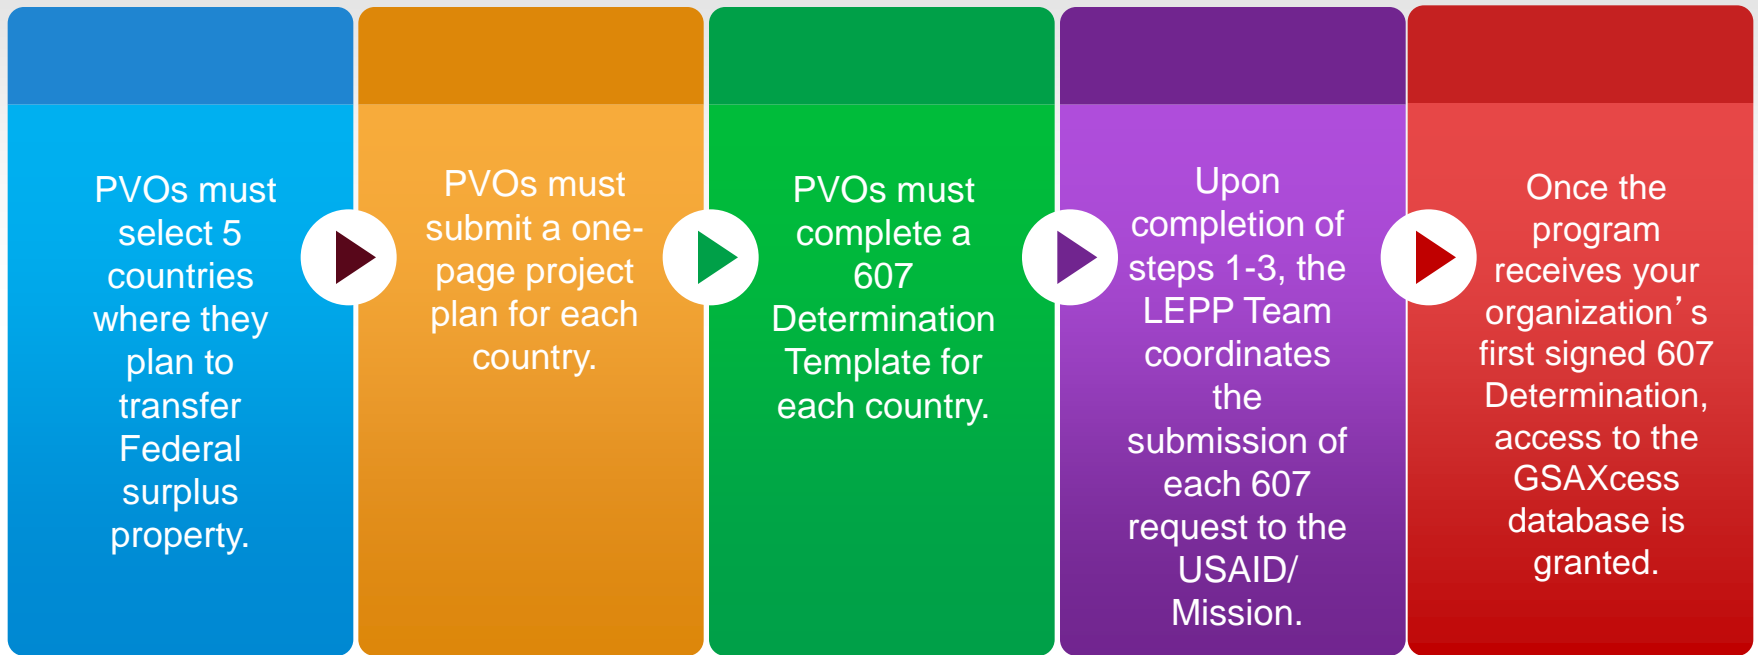 PVOs must
select 5
countries
where they
plan to
transfer
Federal
surplus
property.
PVOs must
submit a one-
page project
plan for each
country.
PVOs must
complete a
607
Determination
Template for
each country.
Upon
completion of
steps 1-3, the
LEPP Team
coordinates
the
submission of
each 607
request to the
USAID/
Mission.
Once the
program
receives your
organization’s
first signed 607
Determination,
access to the
GSAXcess
database is
granted.